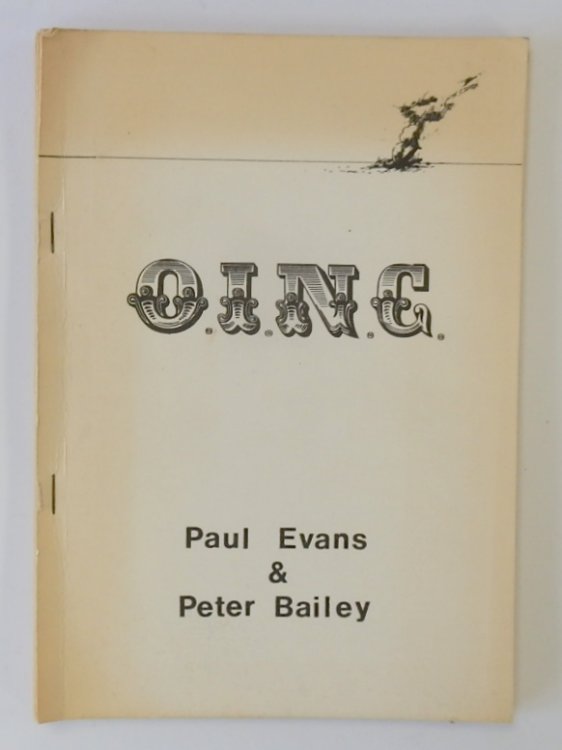 O.I.N.G.
Paul Evans
&
Peter Bailey